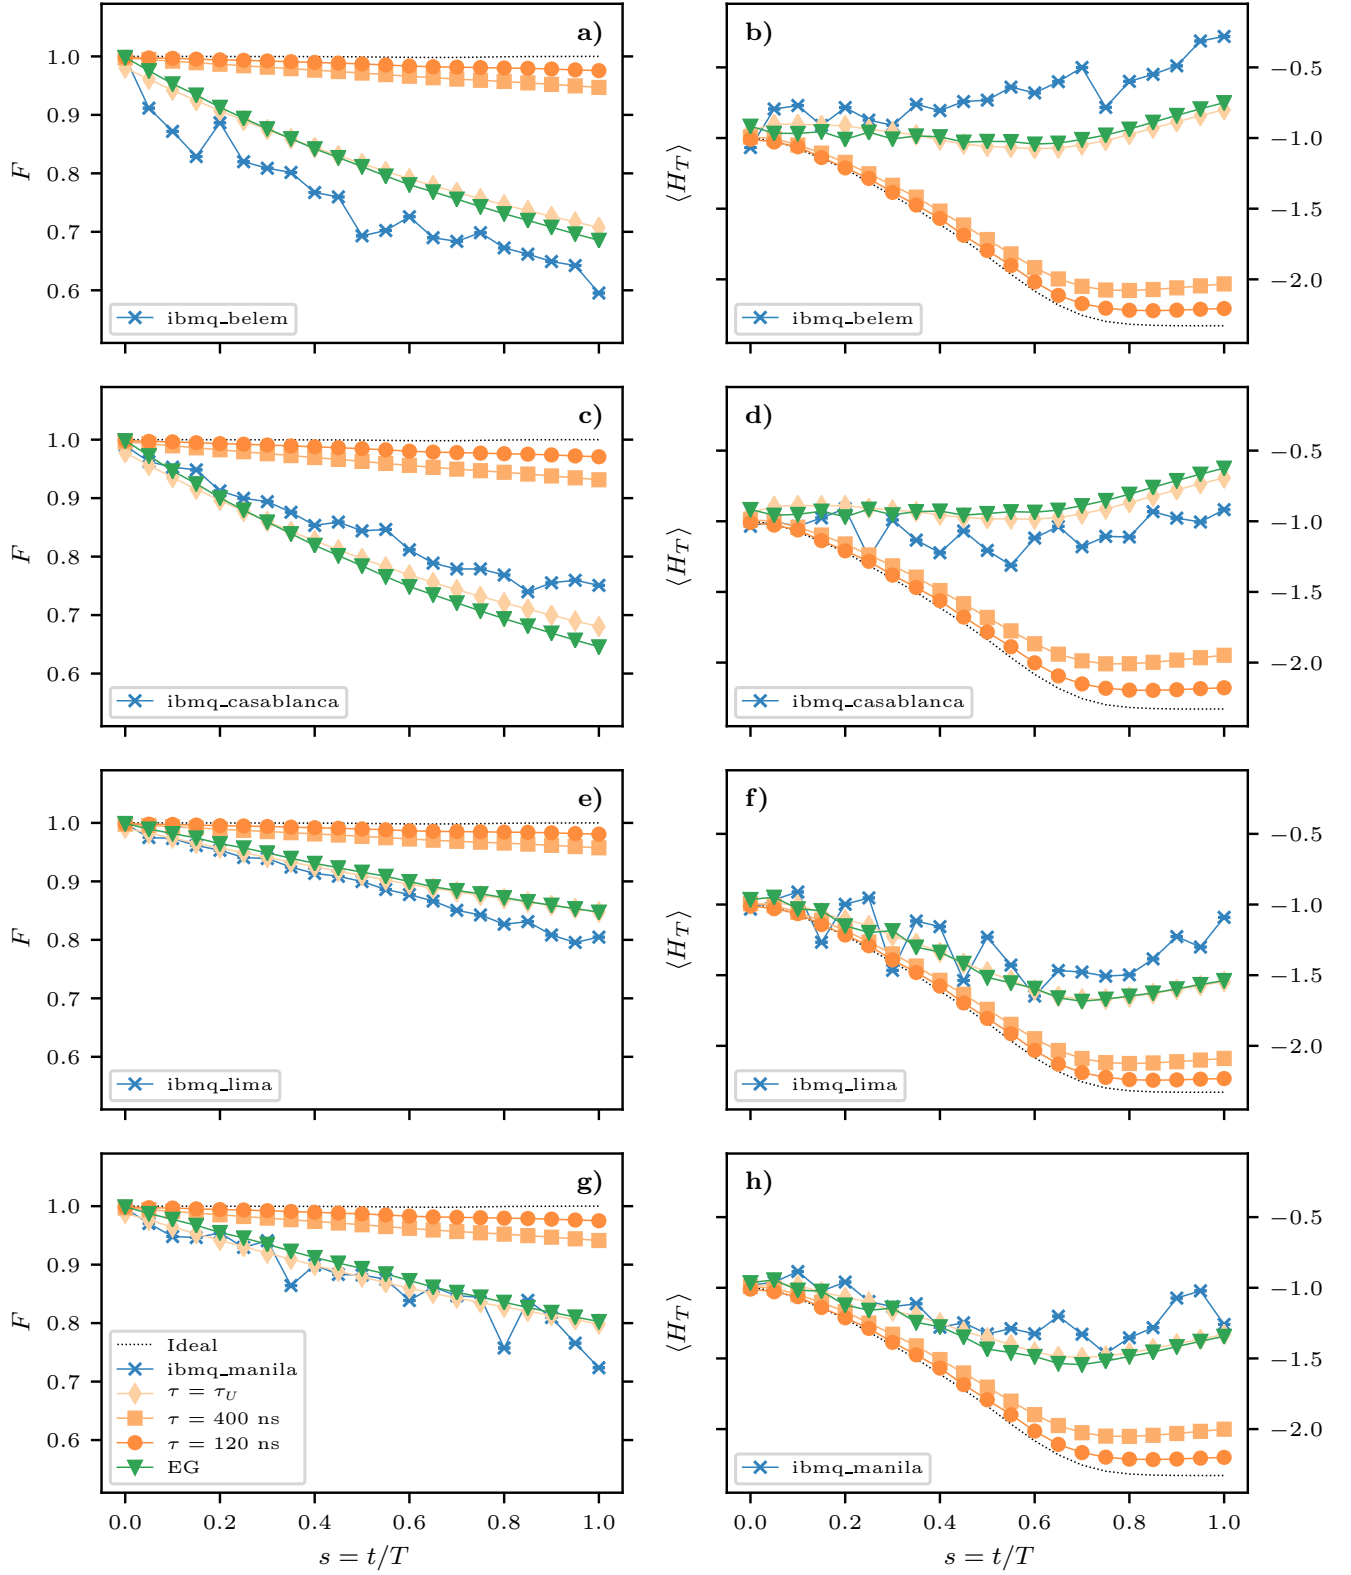 a)
F
1.0
0.9
0.8
0.7
0.6
ibmq_belem
b)
⟨H_T⟩
−0.5
−1.0
−1.5
−2.0
ibmq_belem
c)
F
1.0
0.9
0.8
0.7
0.6
ibmq_casablanca
d)
⟨H_T⟩
−0.5
−1.0
−1.5
−2.0
ibmq_casablanca
e)
F
1.0
0.9
0.8
0.7
0.6
ibmq_lima
f)
⟨H_T⟩
−0.5
−1.0
−1.5
−2.0
ibmq_lima
g)
F
1.0
0.9
0.8
0.7
0.6
Ideal
ibmq_manila
τ = τ_U
τ = 400 ns
τ = 120 ns
EG
0.0 0.2 0.4 0.6 0.8 1.0
s = t/T
h)
⟨H_T⟩
−0.5
−1.0
−1.5
−2.0
ibmq_manila
0.0 0.2 0.4 0.6 0.8 1.0
s = t/T